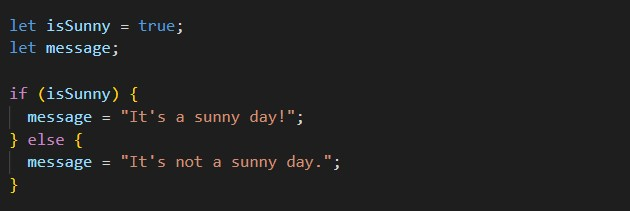 let isSunny = true;
let message;
if (isSunny) {
  message = "It's a sunny day!";
} else {
  message = "It's not a sunny day.";
}